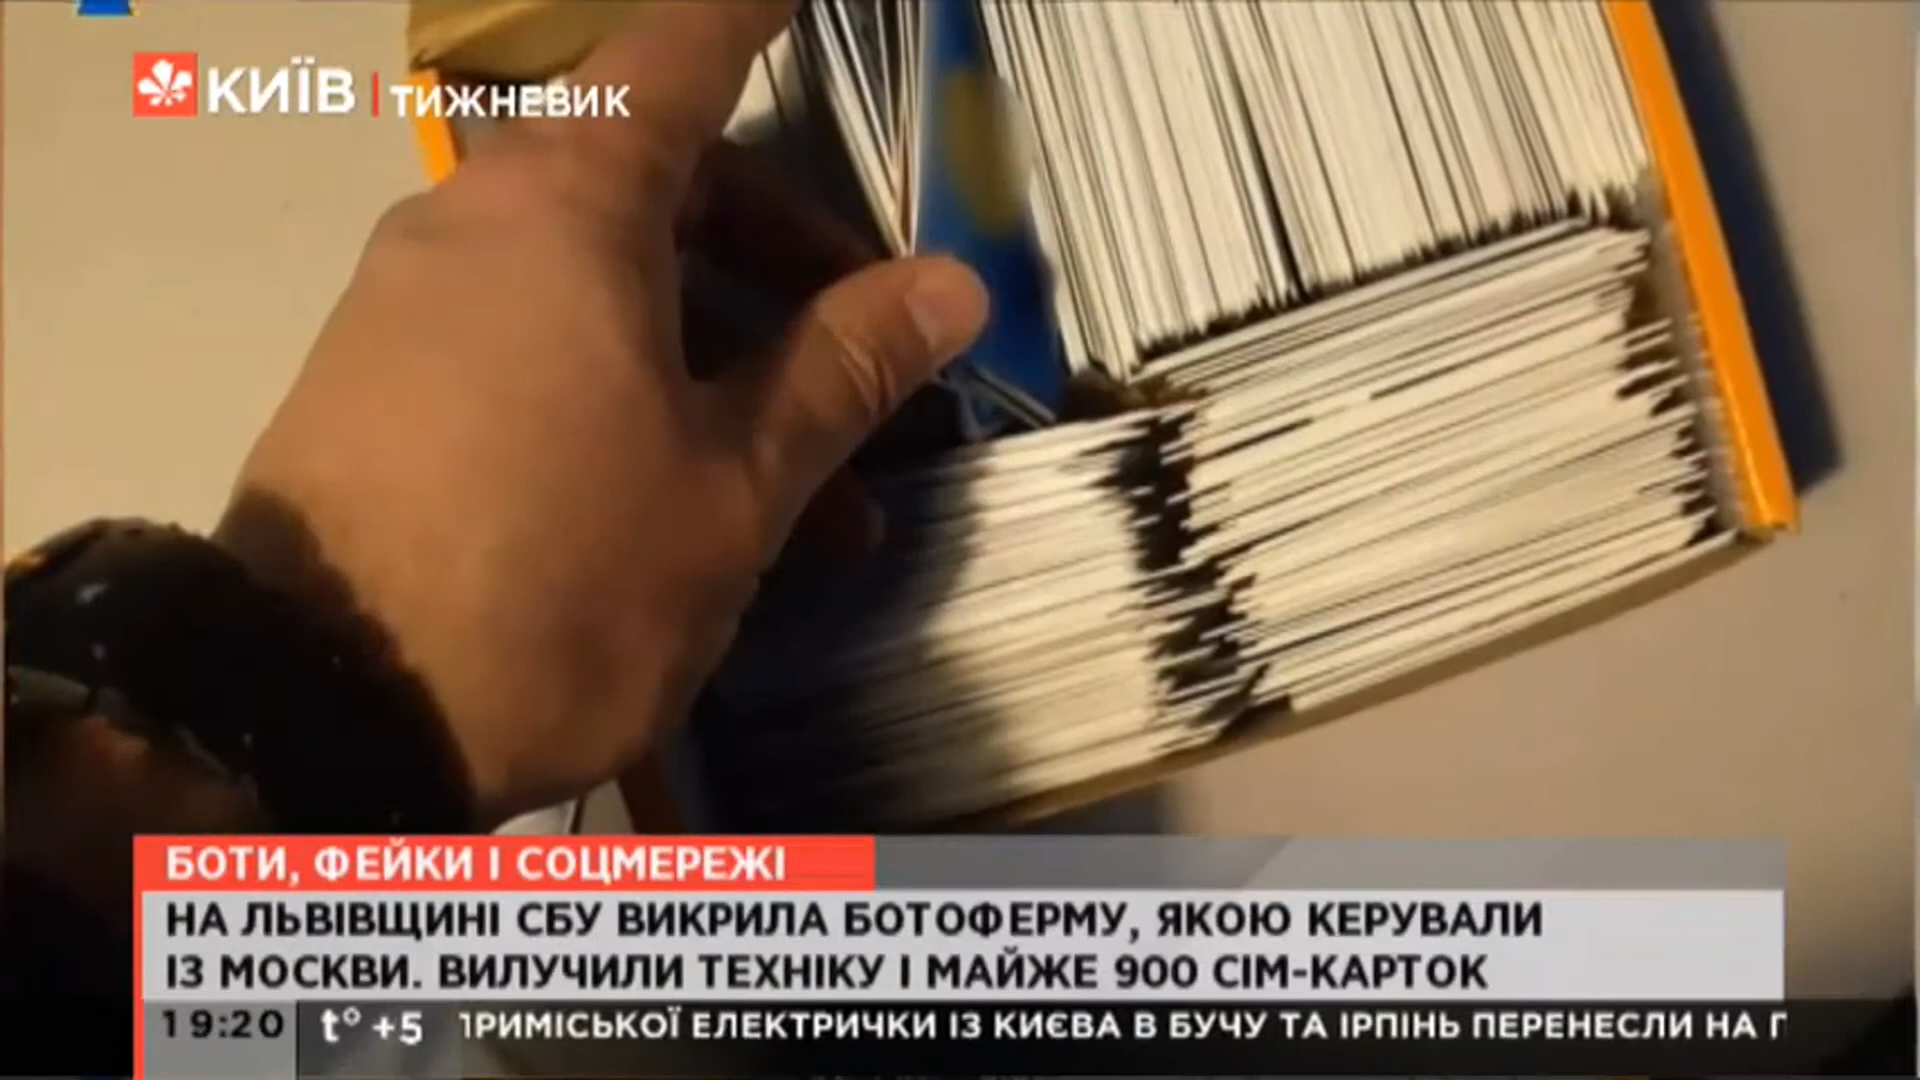 КИЇВ ТИЖНЕВИК
БОТИ, ФЕЙКИ І СОЦМЕРЕЖІ
НА ЛЬВІВЩИНІ СБУ ВИКРИЛА БОТОФЕРМУ, ЯКОЮ КЕРУВАЛИ
ІЗ МОСКВИ. ВИЛУЧИЛИ ТЕХНІКУ І МАЙЖЕ 900 СІМ-КАРТОК
19:20 t° +5 ПРИМІСЬКОЇ ЕЛЕКТРИЧКИ ІЗ КИЄВА В БУЧУ ТА ІРПІНЬ ПЕРЕНЕСЛИ НА